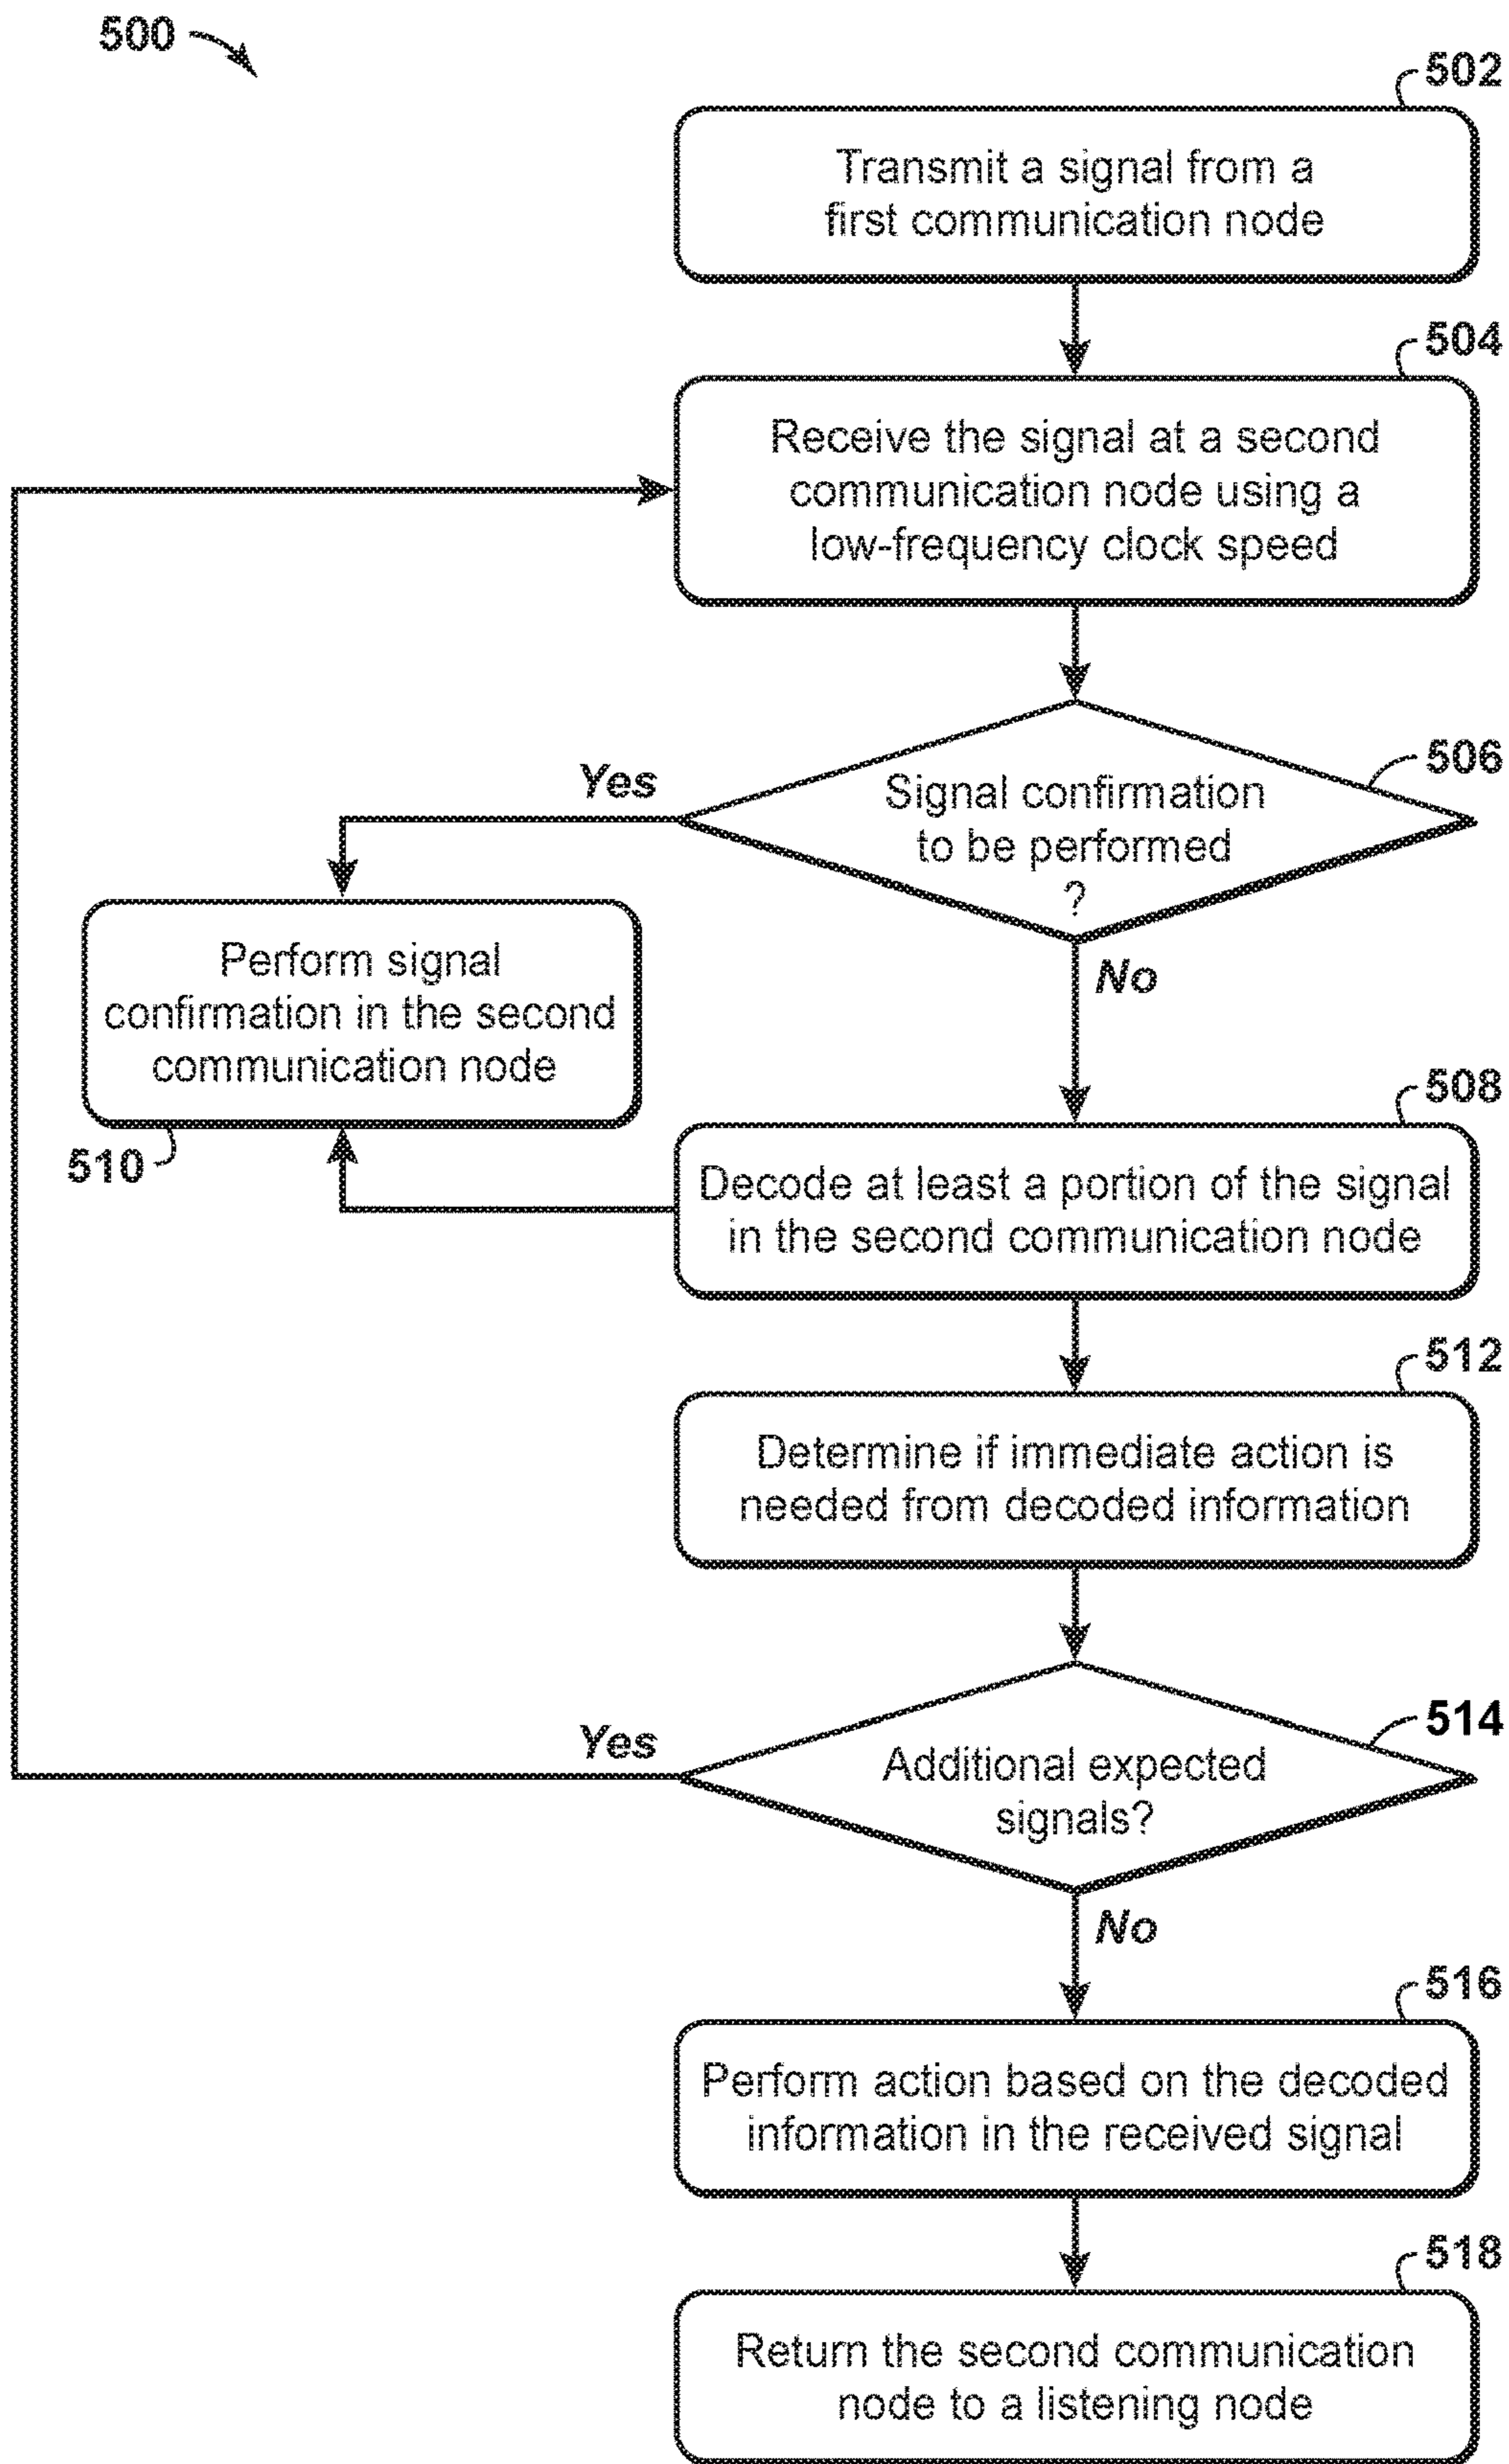 500
502
Transmit a signal from a
first communication node
504
Receive the signal at a second
communication node using a
low-frequency clock speed
506
Yes
Signal confirmation
to be performed
?
No
Perform signal
confirmation in the second
communication node
510
508
Decode at least a portion of the signal
in the second communication node
512
Determine if immediate action is
needed from decoded information
514
Yes
Additional expected
signals?
No
516
Perform action based on the decoded
information in the received signal
518
Return the second communication
node to a listening node